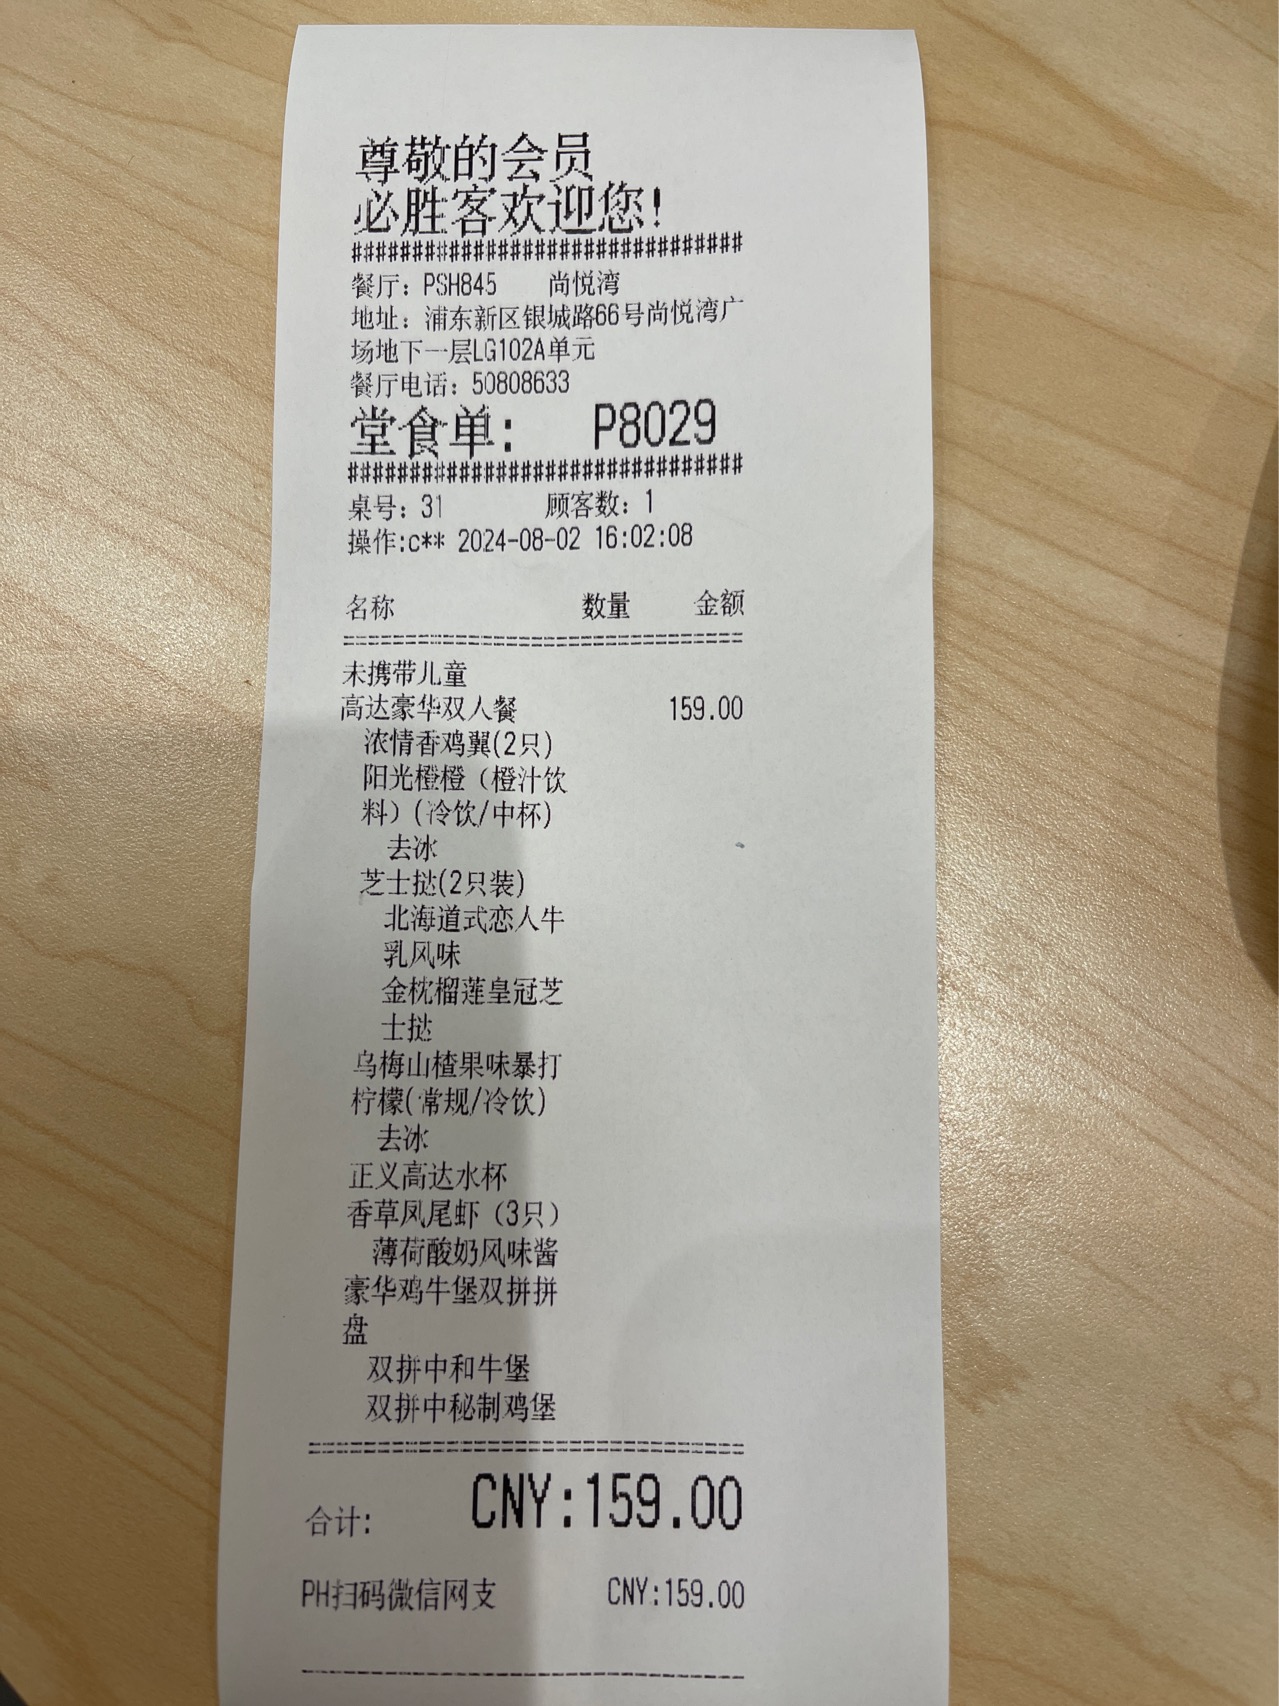 尊敬的会员
必胜客欢迎您!
################################
餐厅: PSH845 尚悦湾
地址: 浦东新区银城路66号尚悦湾广
场地下一层LG102A单元
餐厅电话: 50808633
堂食单: P8029
################################
桌号: 31 顾客数: 1
操作:c** 2024-08-02 16:02:08
名称 数量 金额
================================
未携带儿童
高达豪华双人餐 159.00
浓情香鸡翼(2只)
阳光橙橙（橙汁饮
料）(冷饮/中杯)
去冰
芝士挞(2只装)
北海道式恋人牛
乳风味
金枕榴莲皇冠芝
士挞
乌梅山楂果味暴打
柠檬(常规/冷饮)
去冰
正义高达水杯
香草凤尾虾（3只）
薄荷酸奶风味酱
豪华鸡牛堡双拼拼
盘
双拼中和牛堡
双拼中秘制鸡堡
================================
合计: CNY:159.00
PH扫码微信网支 CNY:159.00
--------------------------------